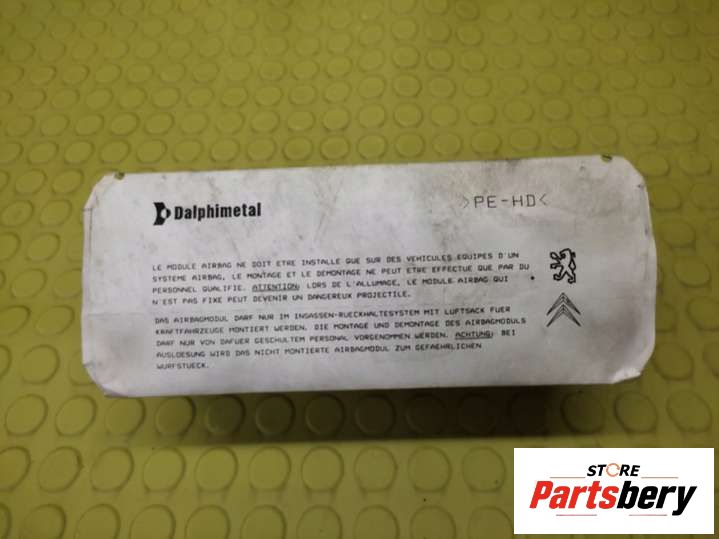 Dalphimetal
>PE-HD<
LE MODULE AIRBAG NE DOIT ETRE INSTALLE QUE SUR DES VEHICULES EQUIPES D'UN
SYSTEME AIRBAG, LE MONTAGE ET LE DEMONTAGE NE PEUT ETRE EFFECTUE QUE PAR DU
PERSONNEL QUALIFIE. ATTENTION: LORS DE L'ALLUMAGE, LE MODULE AIRBAG QUI
N'EST PAS FIXE PEUT DEVENIR UN DANGEREUX PROJECTILE.
DAS AIRBAGMODUL DARF NUR IM INSASSEN-RUECKHALTESYSTEM MIT LUFTSACK FUER
KRAFTFAHRZEUGE MONTIERT WERDEN. DIE MONTAGE UND DEMONTAGE DES AIRBAGMODULS
DARF NUR VON DAFUER GESCHULTEM PERSONAL VORGENOMMEN WERDEN. ACHTUNG: BEI
AUSLOESUNG WIRD DAS NICHT MONTIERTE AIRBAGMODUL ZUM GEFAEHRLICHEN
WURFSTUECK.
STORE
Partsbery